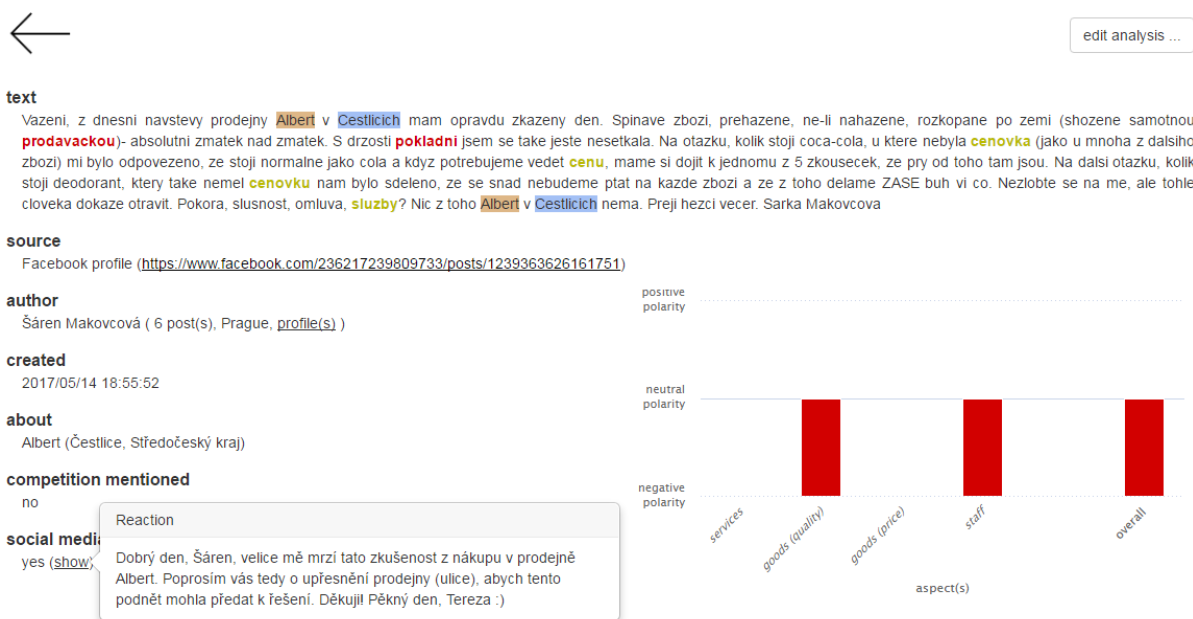 edit analysis ...
text
Vazeni, z dnesni navstevy prodejny Albert v Cestlicich mam opravdu zkazeny den. Spinave zbozi, prehazene, ne-li nahazene, rozkopane po zemi (shozene samotnou
prodavackou)- absolutni zmatek nad zmatek. S drzosti pokladni jsem se take jeste nesetkala. Na otazku, kolik stoji coca-cola, u ktere nebyla cenovka (jako u mnoha z dalsiho
zbozi) mi bylo odpovezeno, ze stoji normalne jako cola a kdyz potrebujeme vedet cenu, mame si dojit k jednomu z 5 zkousecek, ze pry od toho tam jsou. Na dalsi otazku, kolik
stoji deodorant, ktery take nemel cenovku nam bylo sdeleno, ze se snad nebudeme ptat na kazde zbozi a ze z toho delame ZASE buh vi co. Nezlobte se na me, ale tohle
cloveka dokaze otravit. Pokora, slusnost, omluva, sluzby? Nic z toho Albert v Cestlicich nema. Preji hezci vecer. Sarka Makovcova
source
Facebook profile (https://www.facebook.com/236217239809733/posts/1239363626161751)
author
Šáren Makovcová ( 6 post(s), Prague, profile(s) )
created
2017/05/14 18:55:52
about
Albert (Čestlice, Středočeský kraj)
competition mentioned
no
social media
yes (show)
Reaction
Dobrý den, Šáren, velice mě mrzí tato zkušenost z nákupu v prodejně
Albert. Poprosím vás tedy o upřesnění prodejny (ulice), abych tento
podnět mohla předat k řešení. Děkuji! Pěkný den, Tereza :)
positive
polarity
neutral
polarity
negative
polarity
services
goods (quality)
goods (price)
staff
overall
aspect(s)